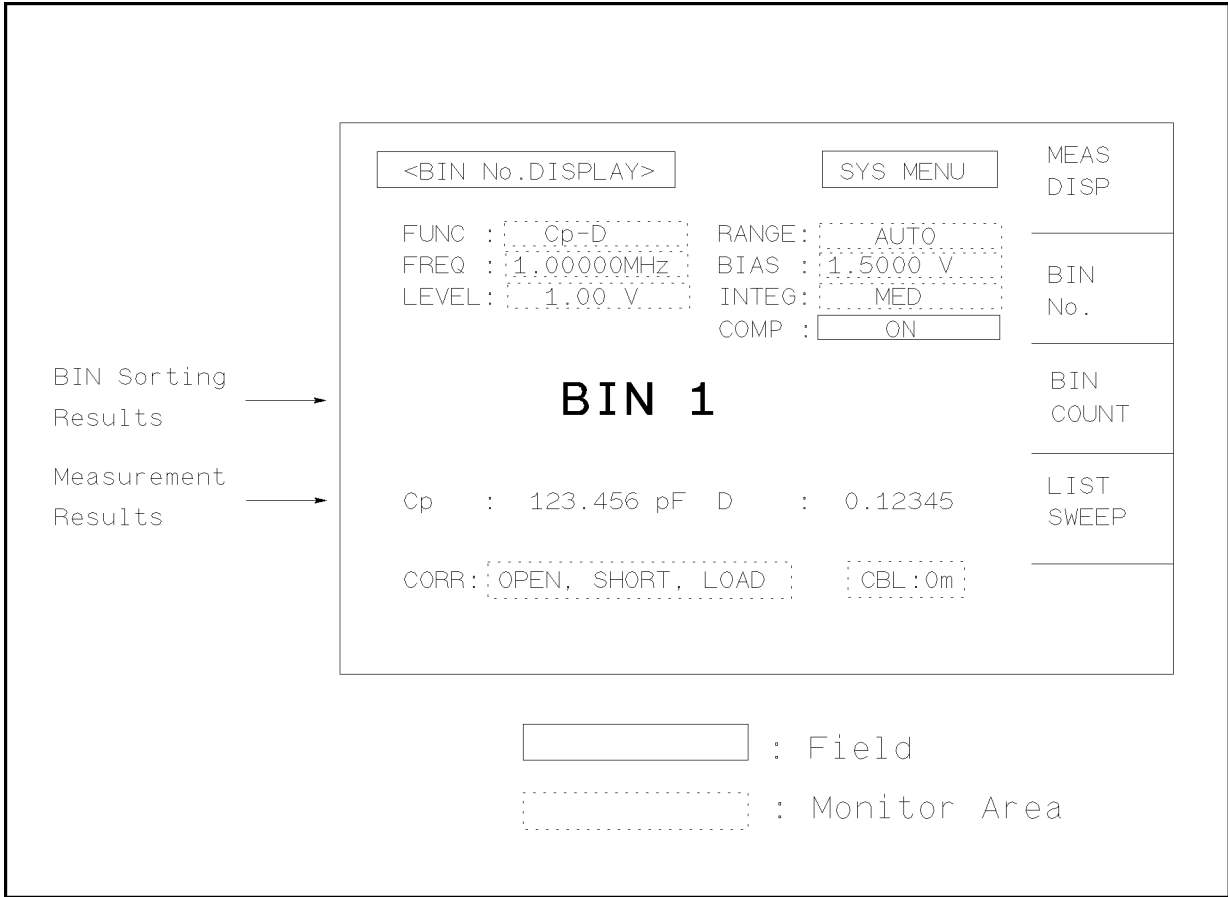 <BIN No.DISPLAY> SYS MENU
FUNC : Cp-D RANGE: AUTO
FREQ : 1.00000MHz BIAS : 1.5000 V
LEVEL: 1.00 V INTEG: MED
COMP : ON
BIN 1
Cp : 123.456 pF D : 0.12345
CORR: OPEN, SHORT, LOAD CBL:0m
MEAS
DISP
BIN
No.
BIN
COUNT
LIST
SWEEP
BIN Sorting
Results
Measurement
Results
: Field
: Monitor Area